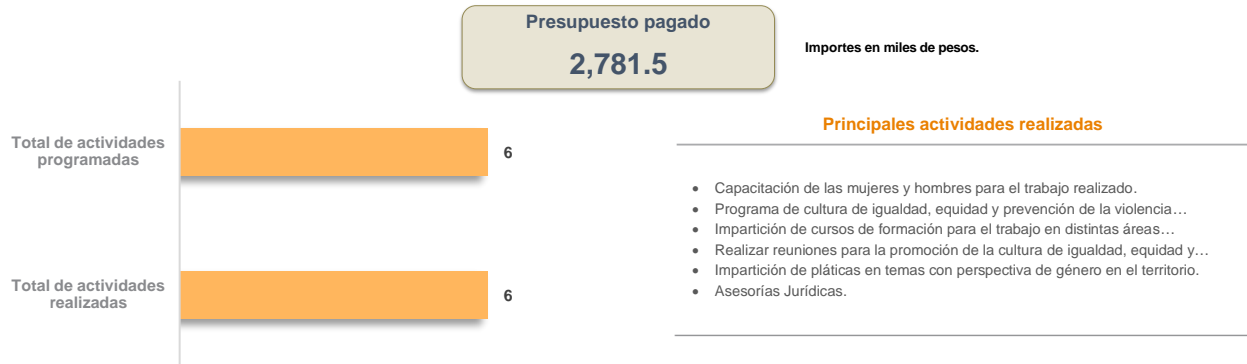 Presupuesto pagado
2,781.5
Importes en miles de pesos.
Total de actividades
programadas
6
Total de actividades
realizadas
6
Principales actividades realizadas
• Capacitación de las mujeres y hombres para el trabajo realizado.
• Programa de cultura de igualdad, equidad y prevención de la violencia…
• Impartición de cursos de formación para el trabajo en distintas áreas…
• Realizar reuniones para la promoción de la cultura de igualdad, equidad y…
• Impartición de pláticas en temas con perspectiva de género en el territorio.
• Asesorías Jurídicas.